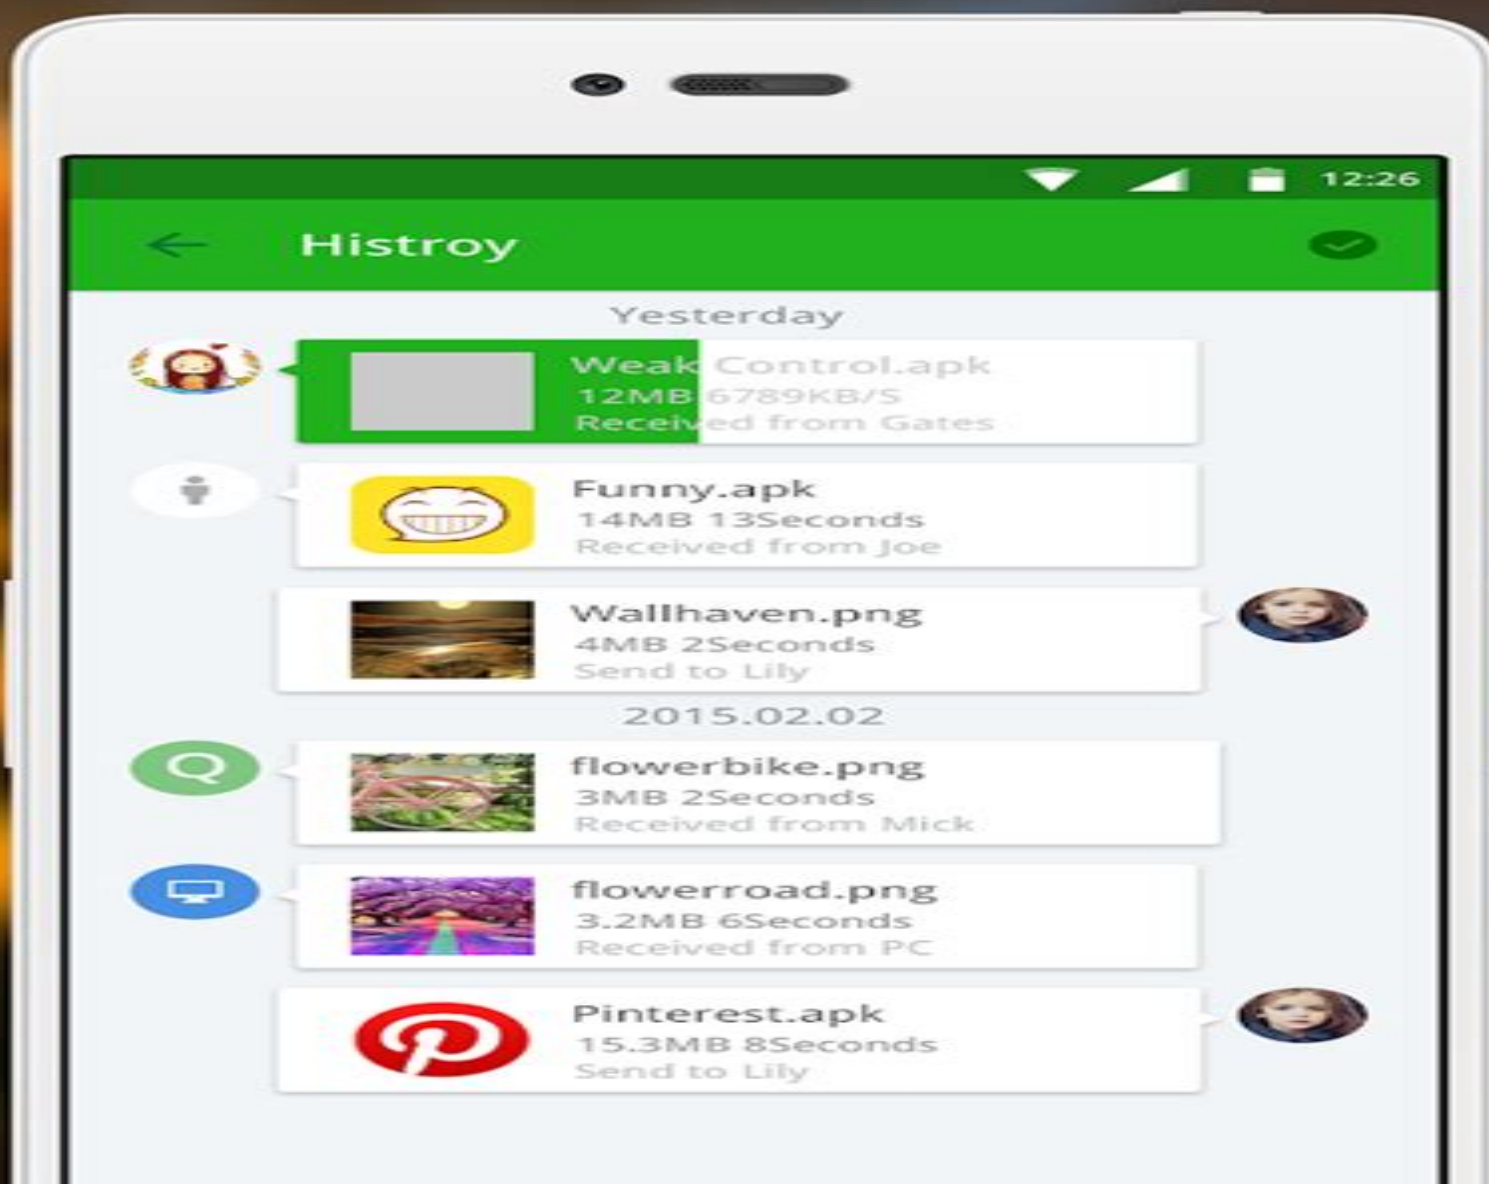 12:26
Histroy
Yesterday
Weak Control.apk
12MB 6789KB/S
Received from Gates
Funny.apk
14MB 13Seconds
Received from Joe
Wallhaven.png
4MB 2Seconds
Send to Lily
2015.02.02
Q
flowerbike.png
3MB 2Seconds
Received from Mick
flowerroad.png
3.2MB 6Seconds
Received from PC
Pinterest.apk
15.3MB 8Seconds
Send to Lily